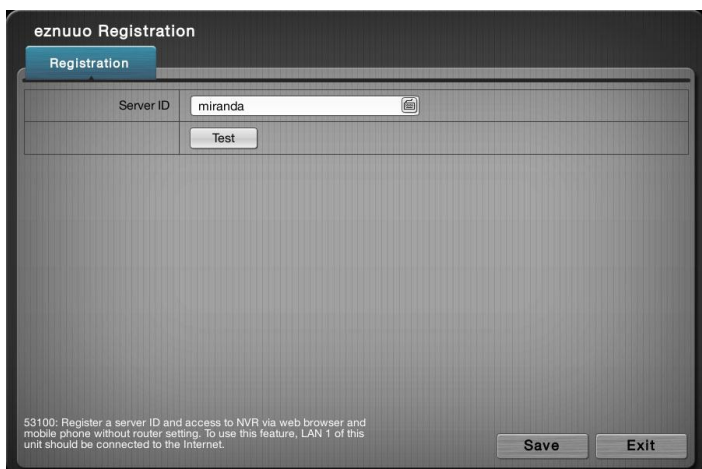 eznuuo Registration
Registration
Server ID
miranda
Test
53100: Register a server ID and access to NVR via web browser and
mobile phone without router setting. To use this feature, LAN 1 of this
unit should be connected to the Internet.
Save
Exit